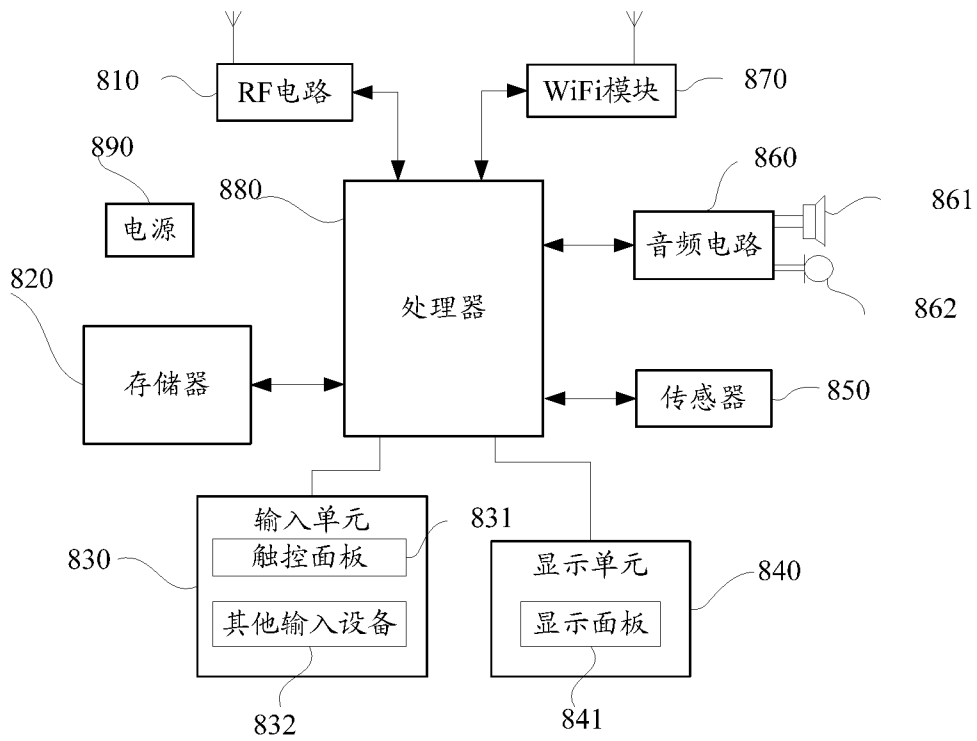 810
RF电路
WiFi模块
870
890
电源
880
处理器
860
音频电路
861
862
820
存储器
传感器
850
830
输入单元
触控面板
831
其他输入设备
832
显示单元
840
显示面板
841